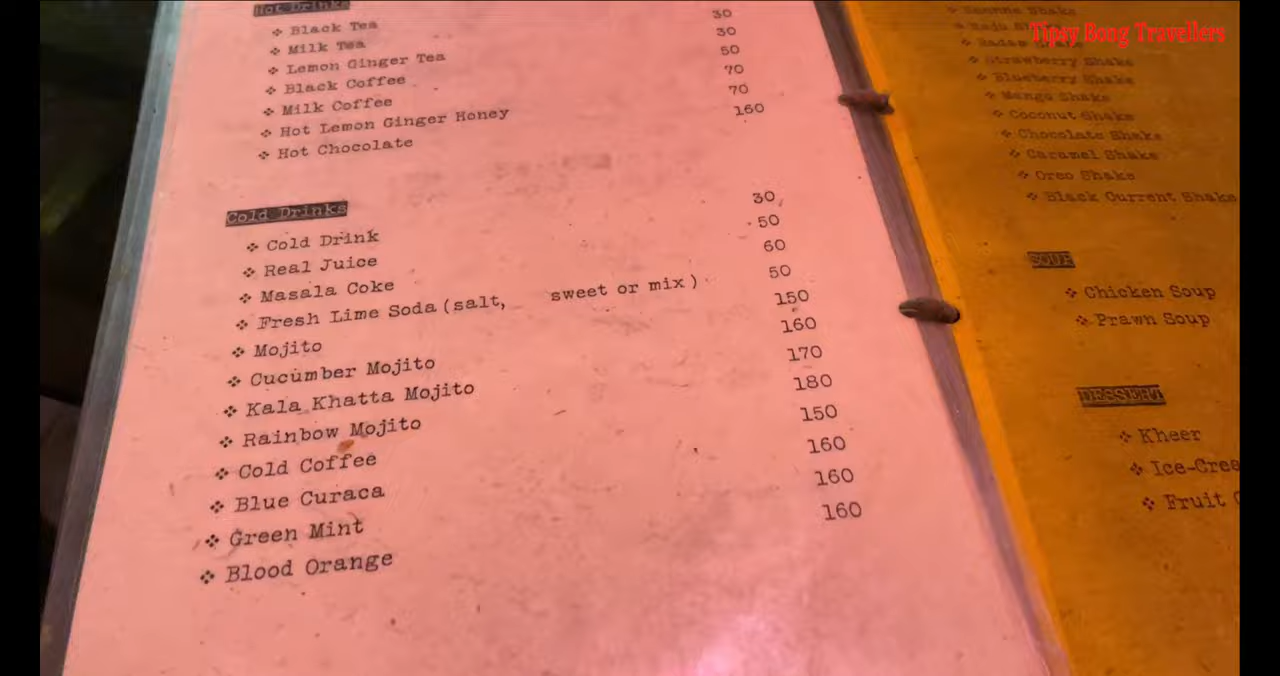 Hot Drinks
❖ Black Tea
❖ Milk Tea 30
❖ Lemon Ginger Tea 30
❖ Black Coffee 50
❖ Milk Coffee 70
❖ Hot Lemon Ginger Honey 70
❖ Hot Chocolate 160
Cold Drinks
❖ Cold Drink 30
❖ Real Juice 50
❖ Masala Coke 60
❖ Fresh Lime Soda (salt, sweet or mix) 50
❖ Mojito 150
❖ Cucumber Mojito 160
❖ Kala Khatta Mojito 170
❖ Rainbow Mojito 180
❖ Cold Coffee 150
❖ Blue Curaca 160
❖ Green Mint 160
❖ Blood Orange 160
Tipsy Bong Travellers
Shake
❖ Strawberry Shake
❖ Blueberry Shake
❖ Mango Shake
❖ Coconut Shake
❖ Chocolate Shake
❖ Caramel Shake
❖ Oreo Shake
❖ Black Current Shake
SOUP
❖ Chicken Soup
❖ Prawn Soup
DESSERT
❖ Kheer
❖ Ice-Crea
❖ Fruit